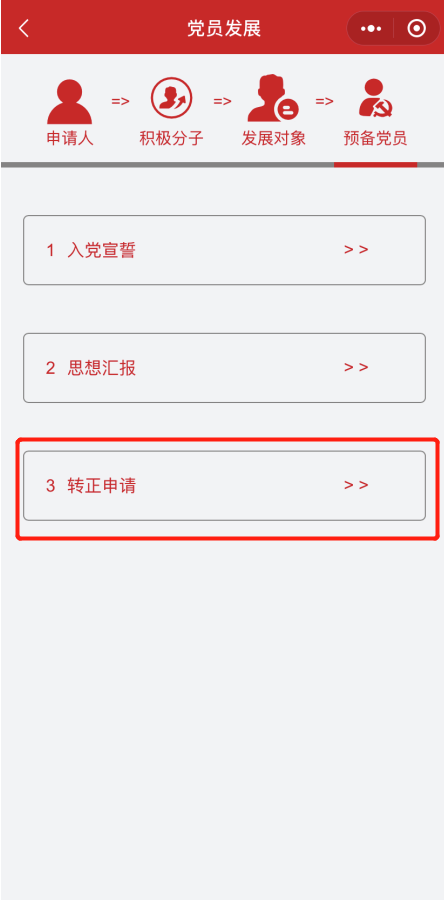 党员发展
申请人 => 积极分子 => 发展对象 => 预备党员
1 入党宣誓 > >
2 思想汇报 > >
3 转正申请 > >